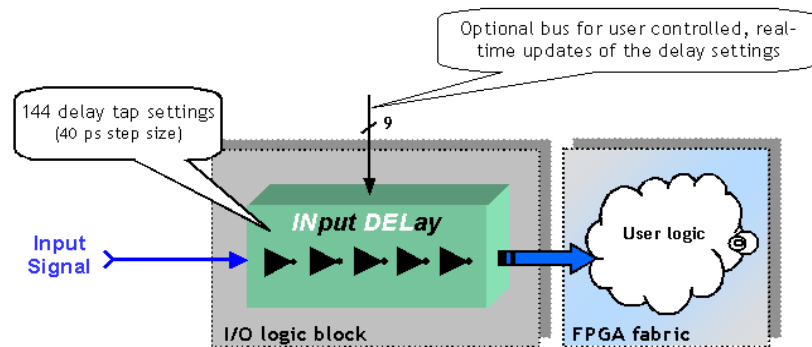 Optional bus for user controlled, real-
time updates of the delay settings
144 delay tap settings
(40 ps step size)
9
INput DELay
Input
Signal
User logic
I/O logic block
FPGA fabric